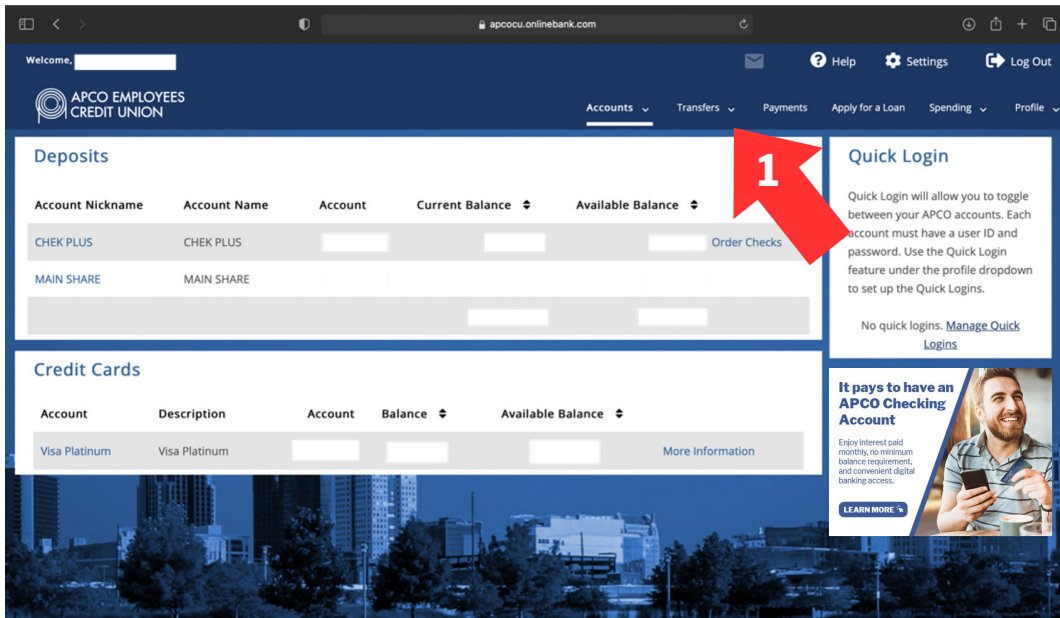 apcocu.onlinebank.com
Welcome,
Help
Settings
Log Out
APCO EMPLOYEES
CREDIT UNION
Accounts
Transfers
Payments
Apply for a Loan
Spending
Profile
1
Deposits
Account Nickname Account Name Account Current Balance Available Balance
CHEK PLUS CHEK PLUS Order Checks
MAIN SHARE MAIN SHARE
Credit Cards
Account Description Account Balance Available Balance
Visa Platinum Visa Platinum More Information
Quick Login
Quick Login will allow you to toggle
between your APCO accounts. Each
account must have a user ID and
password. Use the Quick Login
feature under the profile dropdown
to set up the Quick Logins.
No quick logins. Manage Quick
Logins
It pays to have an
APCO Checking
Account
Enjoy interest paid
monthly, no minimum
balance requirement,
and convenient digital
banking access.
LEARN MORE